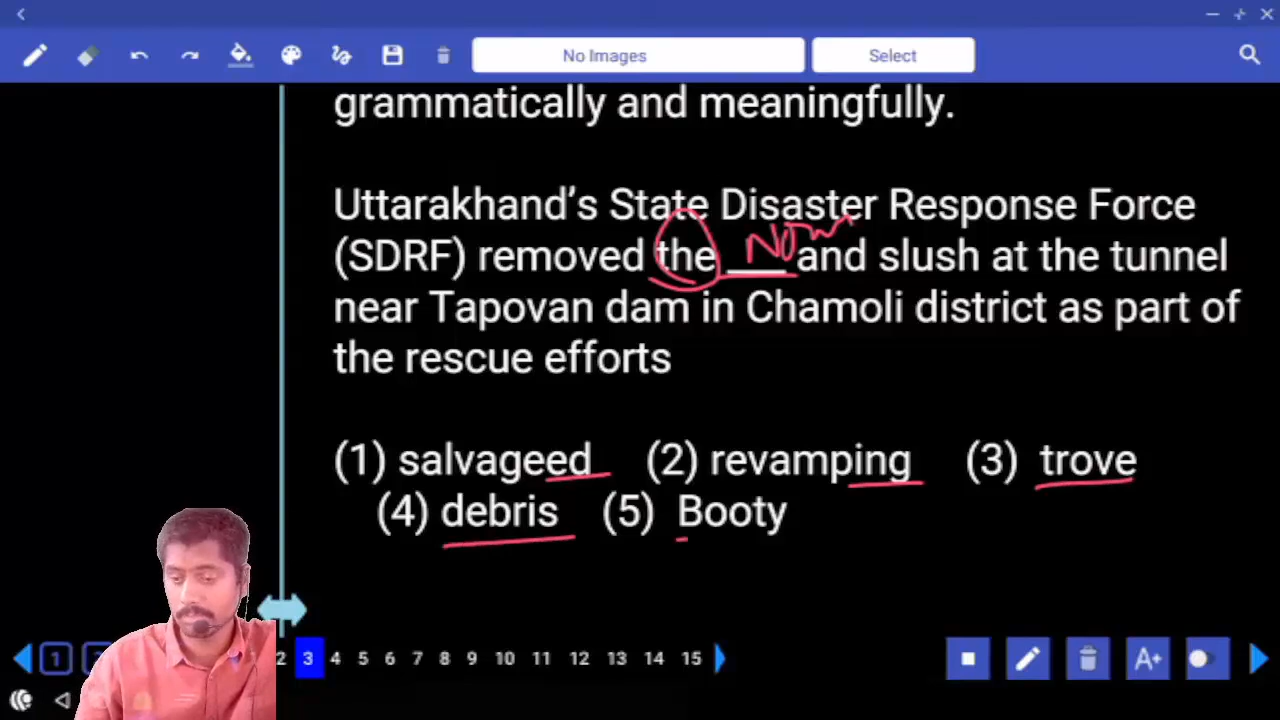 No Images
Select
grammatically and meaningfully.
Uttarakhand's State Disaster Response Force
(SDRF) removed the ___ and slush at the tunnel
Noun
near Tapovan dam in Chamoli district as part of
the rescue efforts
(1) salvageed (2) revamping (3) trove
(4) debris (5) Booty
1 2 3 4 5 6 7 8 9 10 11 12 13 14 15
A+